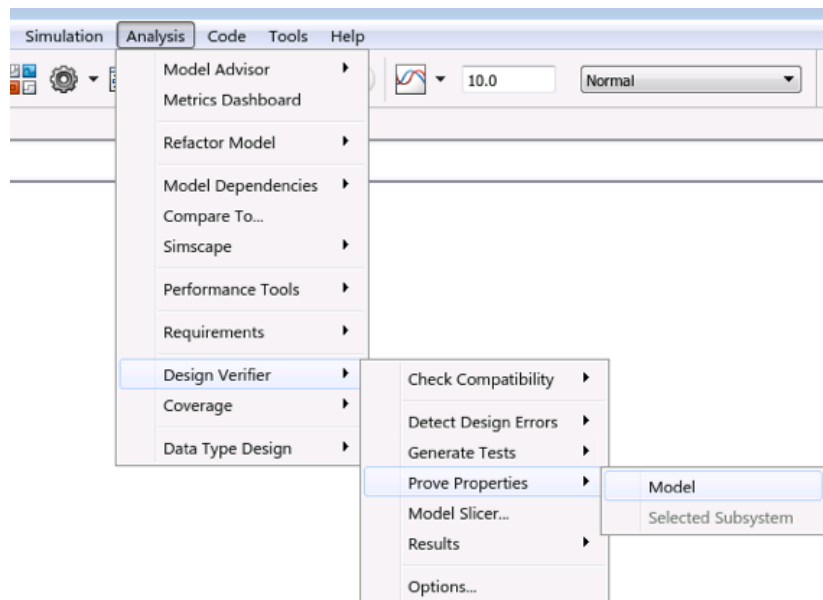 Simulation Analysis Code Tools Help
10.0 Normal
Model Advisor
Metrics Dashboard
Refactor Model
Model Dependencies
Compare To...
Simscape
Performance Tools
Requirements
Design Verifier
Coverage
Data Type Design
Check Compatibility
Detect Design Errors
Generate Tests
Prove Properties
Model Slicer...
Results
Options...
Model
Selected Subsystem